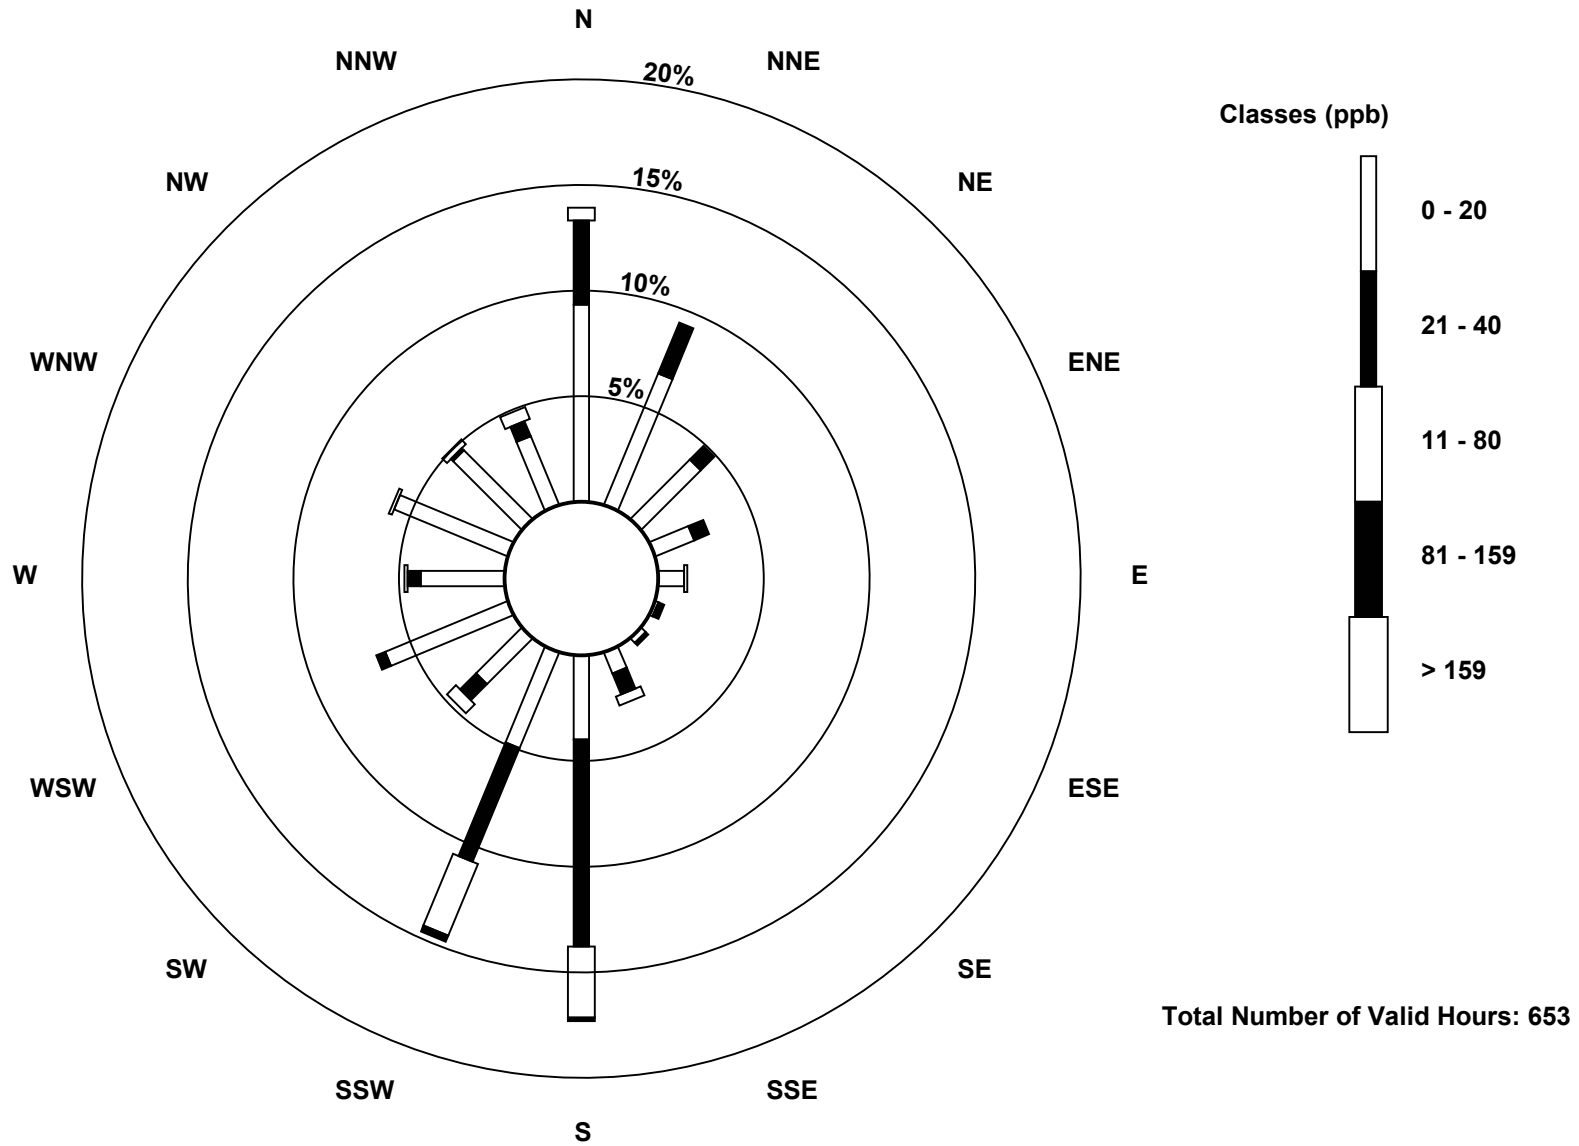 N
NNW
NNE
20%
Classes (ppb)
15%
NW
NE
0 - 20
10%
21 - 40
WNW
ENE
5%
11 - 80
81 - 159
W
E
> 159
WSW
ESE
SW
SE
Total Number of Valid Hours: 653
SSW
SSE
S